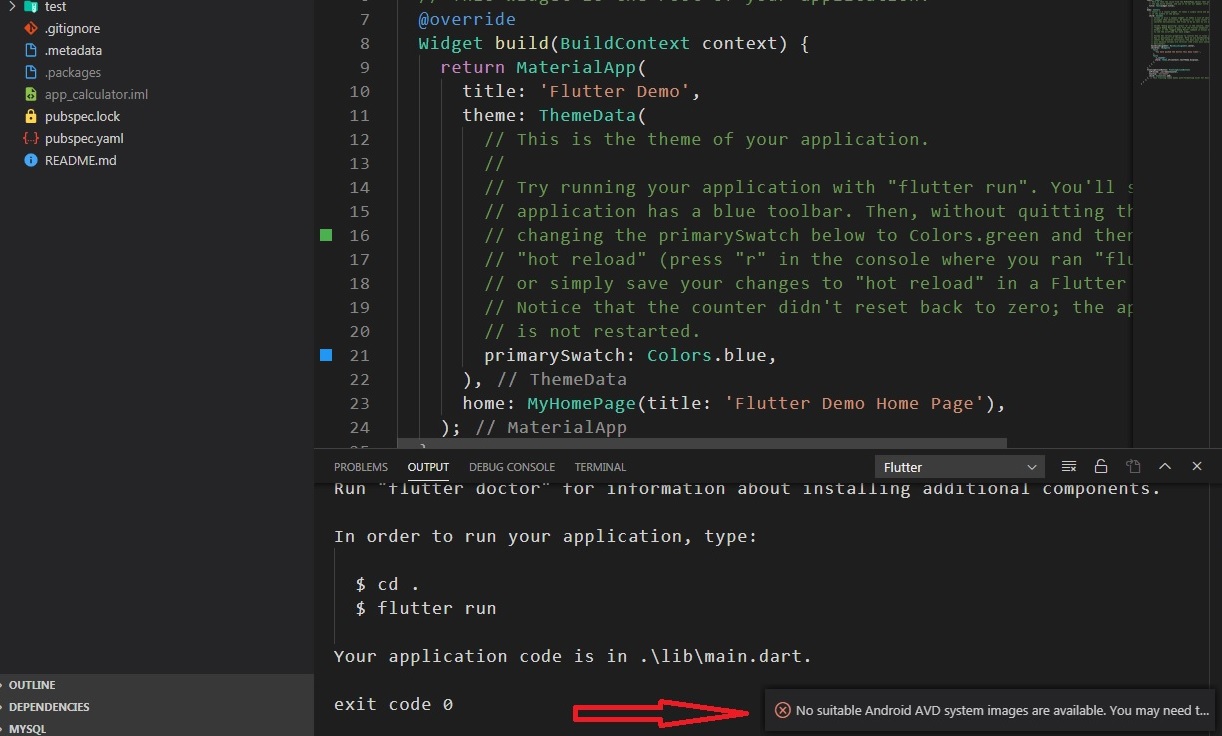 test
.gitignore
.metadata
.packages
app_calculator.iml
pubspec.lock
pubspec.yaml
README.md
OUTLINE
DEPENDENCIES
MYSQL
7 @override
8 Widget build(BuildContext context) {
9 return MaterialApp(
10 title: 'Flutter Demo',
11 theme: ThemeData(
12 // This is the theme of your application.
13 //
14 // Try running your application with "flutter run". You'll s
15 // application has a blue toolbar. Then, without quitting th
16 // changing the primarySwatch below to Colors.green and then
17 // "hot reload" (press "r" in the console where you ran "flu
18 // or simply save your changes to "hot reload" in a Flutter
19 // Notice that the counter didn't reset back to zero; the ap
20 // is not restarted.
21 primarySwatch: Colors.blue,
22 ), // ThemeData
23 home: MyHomePage(title: 'Flutter Demo Home Page'),
24 ); // MaterialApp
PROBLEMS OUTPUT DEBUG CONSOLE TERMINAL Flutter
Run "flutter doctor" for information about installing additional components.
In order to run your application, type:
$ cd .
$ flutter run
Your application code is in .\lib\main.dart.
exit code 0
No suitable Android AVD system images are available. You may need t...